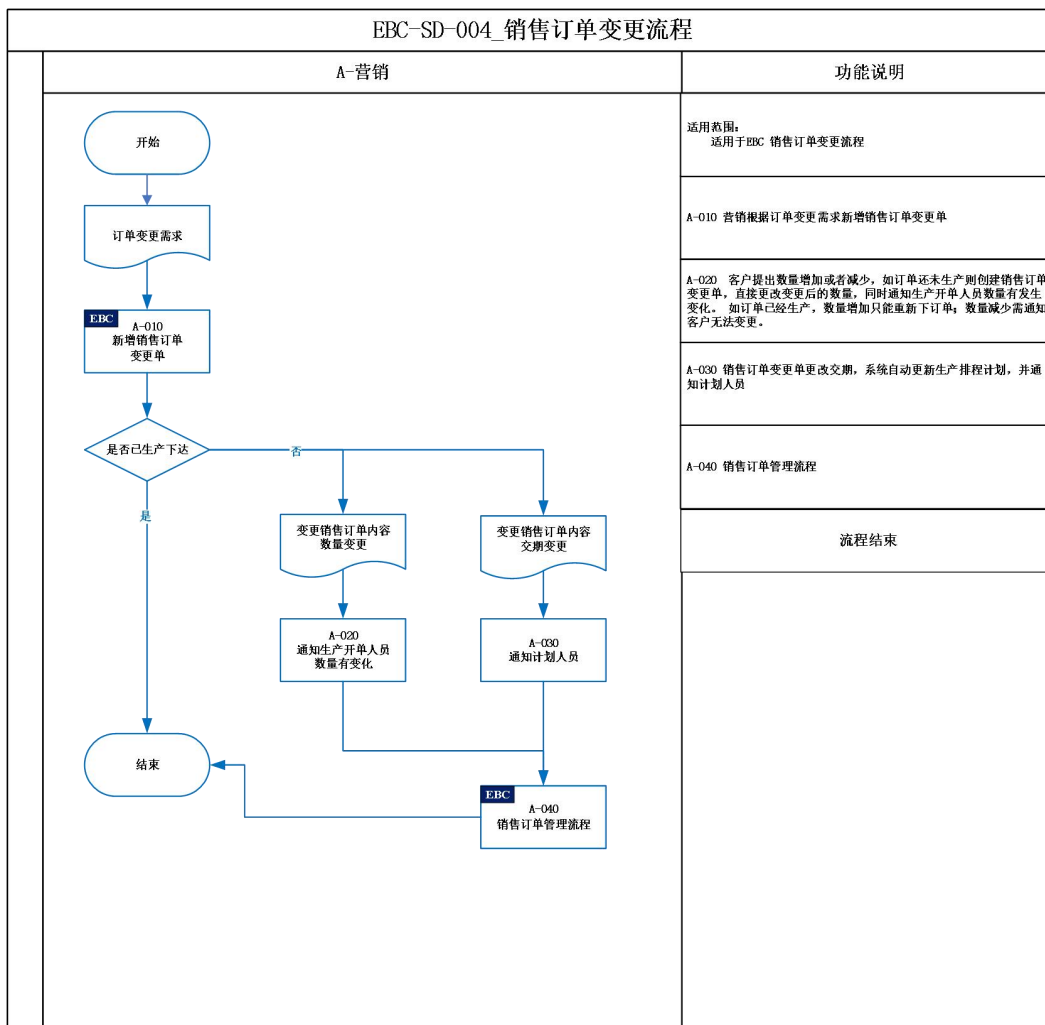 EBC-SD-004_销售订单变更流程
A-营销
功能说明
开始
订单变更需求
EBC
A-010
新增销售订单
变更单
是否已生产下达
否
是
变更销售订单内容
数量变更
变更销售订单内容
交期变更
A-020
通知生产开单人员
数量有变化
A-030
通知计划人员
结束
EBC
A-040
销售订单管理流程
适用范围：
适用于EBC 销售订单变更流程
A-010 营销根据订单变更需求新增销售订单变更单
A-020 客户提出数量增加或者减少，如订单还未生产则创建销售订单
变更单，直接更改变更后的数量，同时通知生产开单人员数量有发生
变化。 如订单已经生产，数量增加只能重新下订单；数量减少需通知
客户无法变更。
A-030 销售订单变更单更改交期，系统自动更新生产排程计划，并通
知计划人员
A-040 销售订单管理流程
流程结束